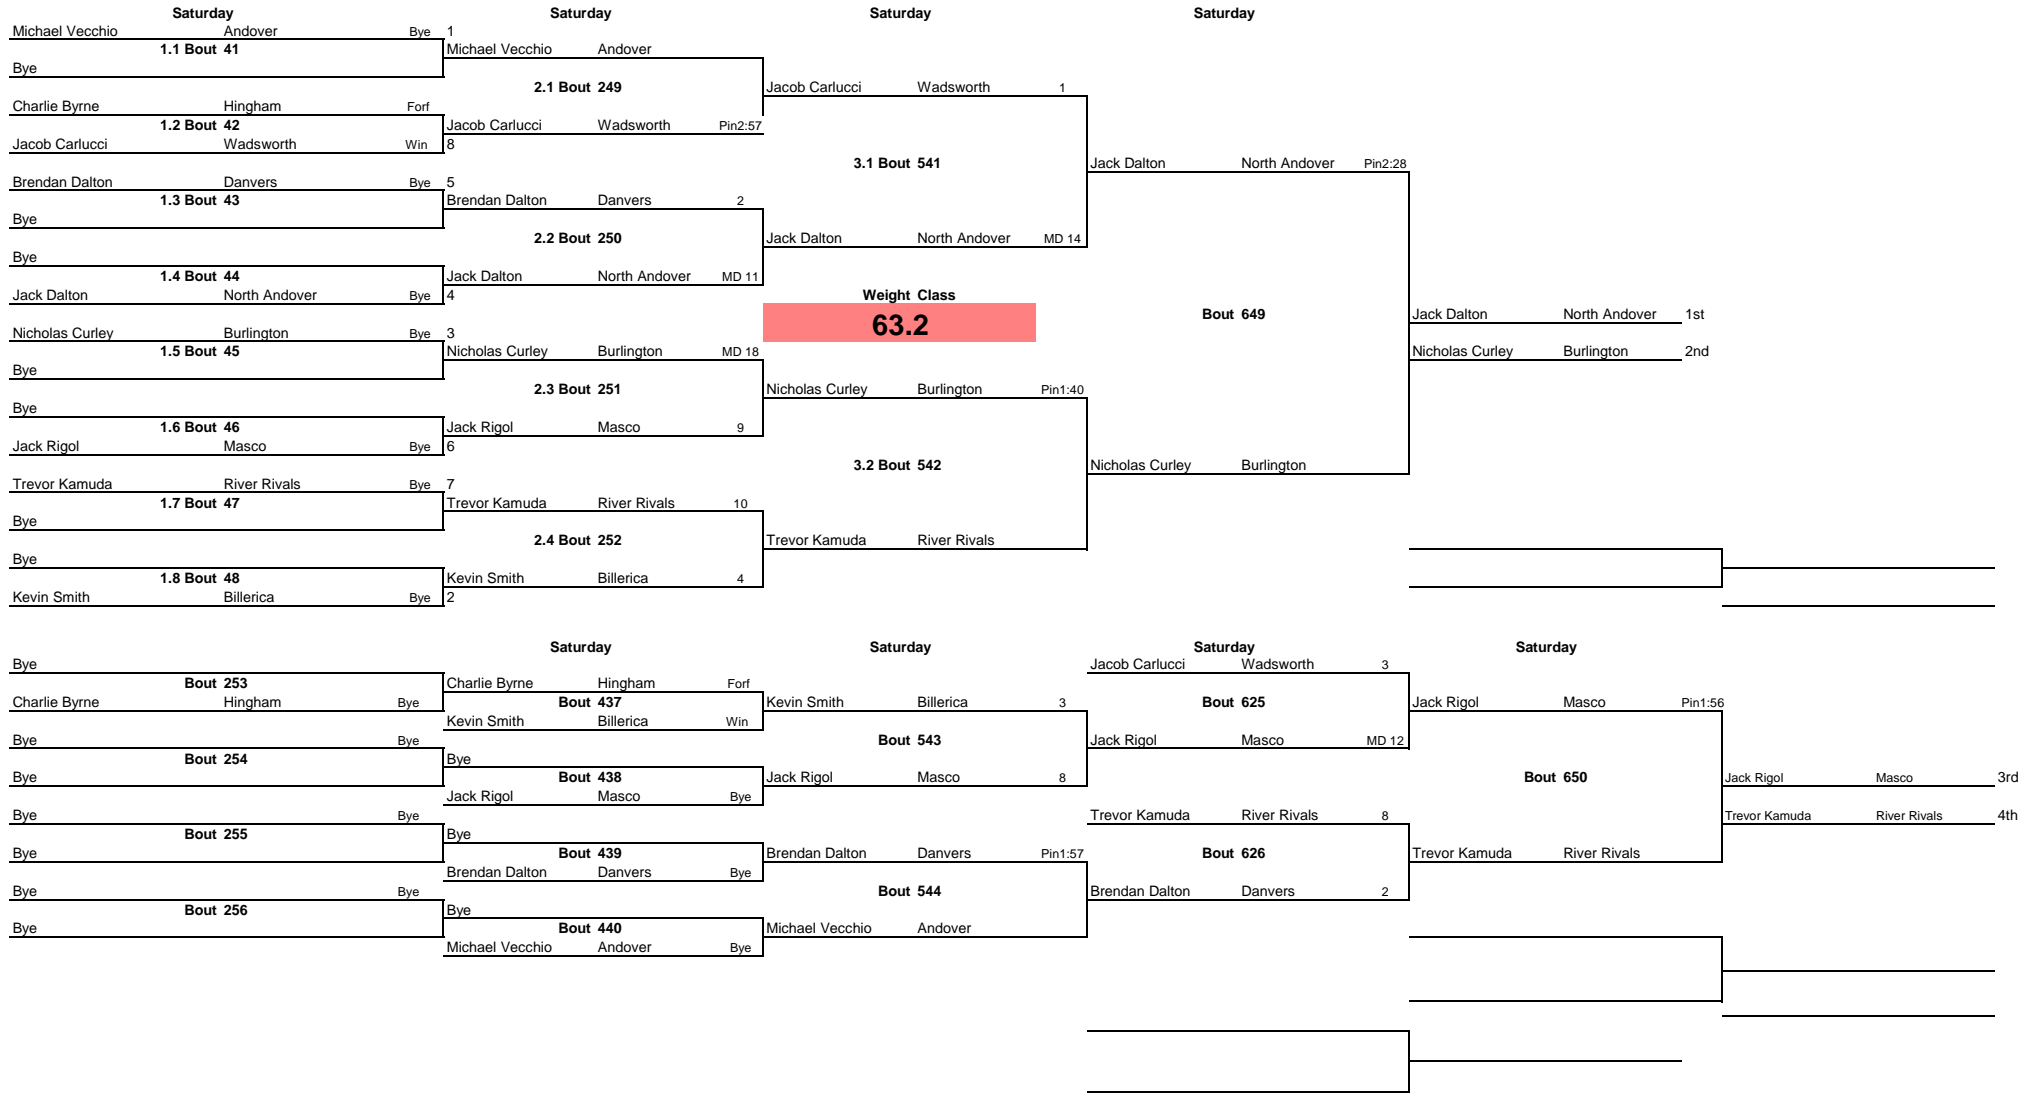 Saturday Saturday Saturday Saturday
Michael Vecchio Andover Bye 1
1.1 Bout 41 Michael Vecchio Andover
Bye
2.1 Bout 249 Jacob Carlucci Wadsworth 1
Charlie Byrne Hingham Forf
1.2 Bout 42 Jacob Carlucci Wadsworth Pin2:57
Jacob Carlucci Wadsworth Win 8
3.1 Bout 541 Jack Dalton North Andover Pin2:28
Brendan Dalton Danvers Bye 5
1.3 Bout 43 Brendan Dalton Danvers 2
Bye
2.2 Bout 250 Jack Dalton North Andover MD 14
Bye
1.4 Bout 44 Jack Dalton North Andover MD 11
Jack Dalton North Andover Bye 4 Weight Class
63.2 Bout 649 Jack Dalton North Andover 1st
Nicholas Curley Burlington Bye 3
1.5 Bout 45 Nicholas Curley Burlington MD 18 Nicholas Curley Burlington 2nd
Bye
2.3 Bout 251 Nicholas Curley Burlington Pin1:40
Bye
1.6 Bout 46 Jack Rigol Masco 9
Jack Rigol Masco Bye 6
3.2 Bout 542 Nicholas Curley Burlington
Trevor Kamuda River Rivals Bye 7
1.7 Bout 47 Trevor Kamuda River Rivals 10
Bye
2.4 Bout 252 Trevor Kamuda River Rivals
Bye
1.8 Bout 48 Kevin Smith Billerica 4
Kevin Smith Billerica Bye 2
Saturday Saturday Saturday Saturday
Bye Jacob Carlucci Wadsworth 3
Bout 253 Charlie Byrne Hingham Forf
Charlie Byrne Hingham Bye Bout 437 Kevin Smith Billerica 3 Bout 625 Jack Rigol Masco Pin1:56
Kevin Smith Billerica Win
Bye Bye Bout 543 Jack Rigol Masco MD 12
Bout 254 Bye
Bye Bout 438 Jack Rigol Masco 8 Bout 650 Jack Rigol Masco 3rd
Jack Rigol Masco Bye
Bye Bye Trevor Kamuda River Rivals 8 Trevor Kamuda River Rivals 4th
Bout 255 Bye
Bye Bout 439 Brendan Dalton Danvers Pin1:57 Bout 626 Trevor Kamuda River Rivals
Brendan Dalton Danvers Bye
Bye Bye Bout 544 Brendan Dalton Danvers 2
Bout 256 Bye
Bye Bout 440 Michael Vecchio Andover
Michael Vecchio Andover Bye